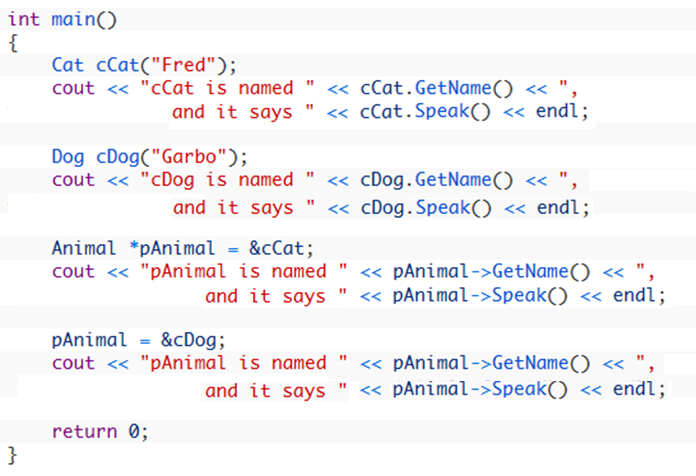 int main()
{
    Cat cCat("Fred");
    cout << "cCat is named " << cCat.GetName() << ",
               and it says " << cCat.Speak() << endl;

    Dog cDog("Garbo");
    cout << "cDog is named " << cDog.GetName() << ",
               and it says " << cDog.Speak() << endl;

    Animal *pAnimal = &cCat;
    cout << "pAnimal is named " << pAnimal->GetName() << ",
                  and it says " << pAnimal->Speak() << endl;

    pAnimal = &cDog;
    cout << "pAnimal is named " << pAnimal->GetName() << ",
                  and it says " << pAnimal->Speak() << endl;

    return 0;
}